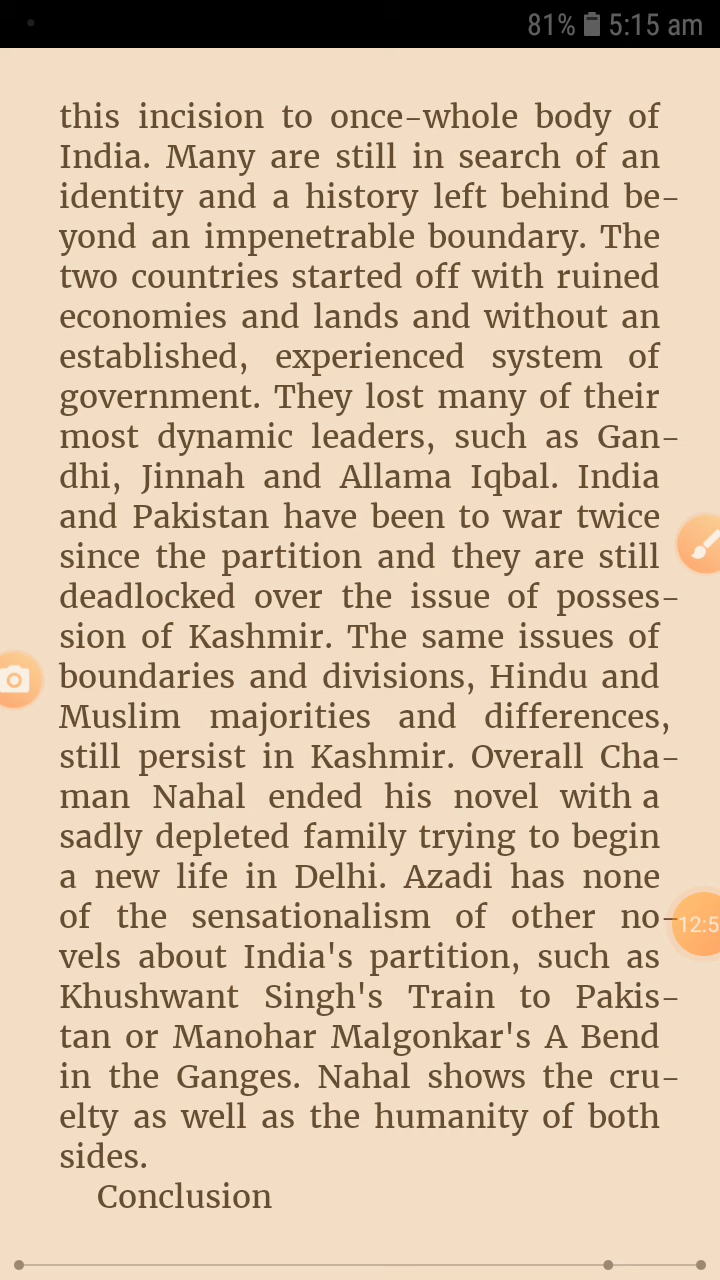 81% 5:15 am
this incision to once-whole body of
India. Many are still in search of an
identity and a history left behind be-
yond an impenetrable boundary. The
two countries started off with ruined
economies and lands and without an
established, experienced system of
government. They lost many of their
most dynamic leaders, such as Gan-
dhi, Jinnah and Allama Iqbal. India
and Pakistan have been to war twice
since the partition and they are still
deadlocked over the issue of posses-
sion of Kashmir. The same issues of
boundaries and divisions, Hindu and
Muslim majorities and differences,
still persist in Kashmir. Overall Cha-
man Nahal ended his novel with a
sadly depleted family trying to begin
a new life in Delhi. Azadi has none
of the sensationalism of other no-
vels about India's partition, such as
Khushwant Singh's Train to Pakis-
tan or Manohar Malgonkar's A Bend
in the Ganges. Nahal shows the cru-
elty as well as the humanity of both
sides.
Conclusion